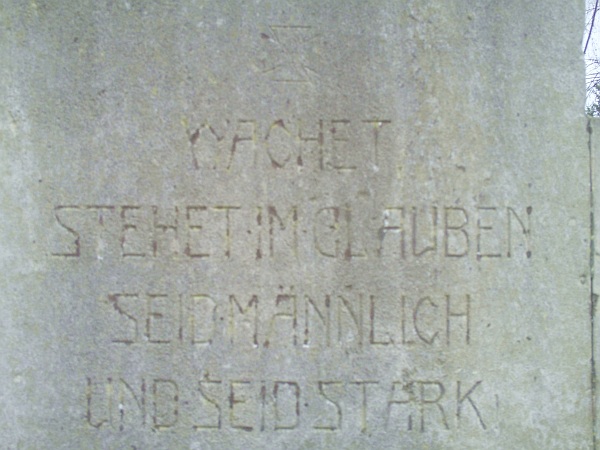 WACHET
STEHET·IM·GLAUBEN
SEID·MÄNNLICH
UND·SEID·STARK